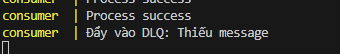 consumer | Process success
consumer | Process success
consumer | Đẩy vào DLQ: Thiếu message